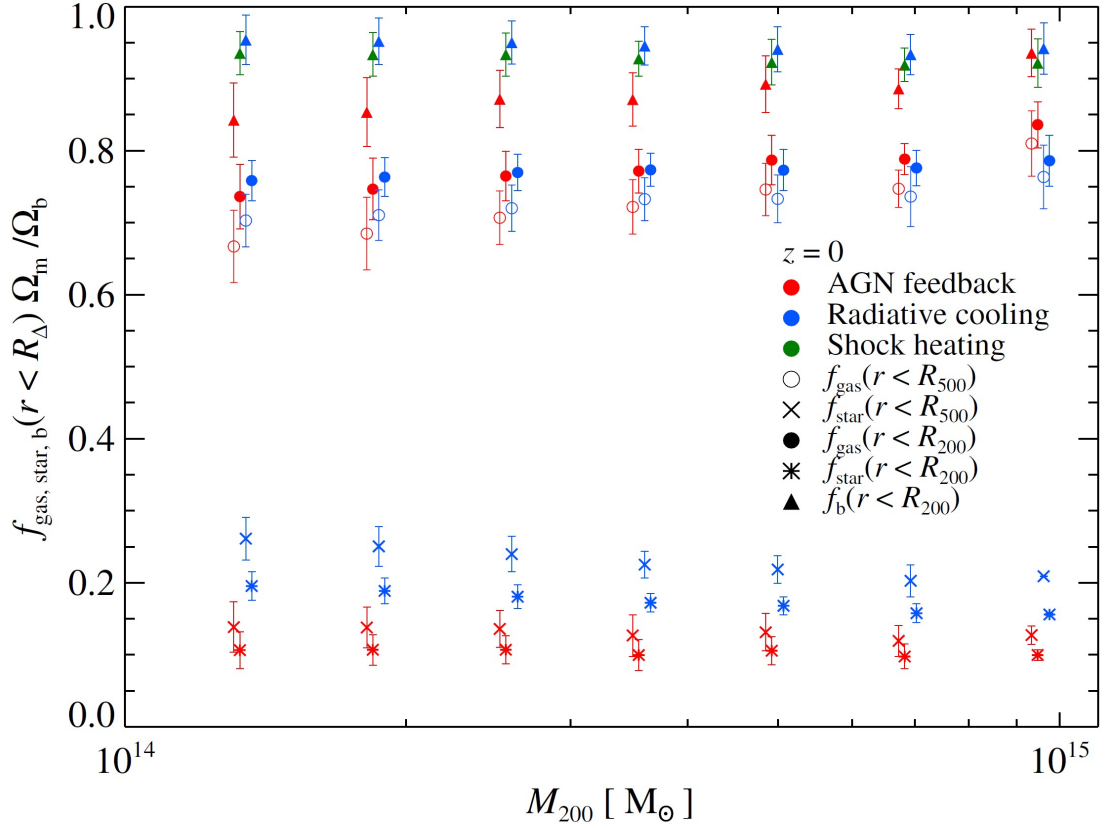 1.0
0.8
0.6
0.4
0.2
0.0
f_gas, star, b(r < R_Δ) Ω_m /Ω_b
z = 0
AGN feedback
Radiative cooling
Shock heating
f_gas(r < R_500)
f_star(r < R_500)
f_gas(r < R_200)
f_star(r < R_200)
f_b(r < R_200)
10^14
10^15
M_200 [ M_⊙ ]